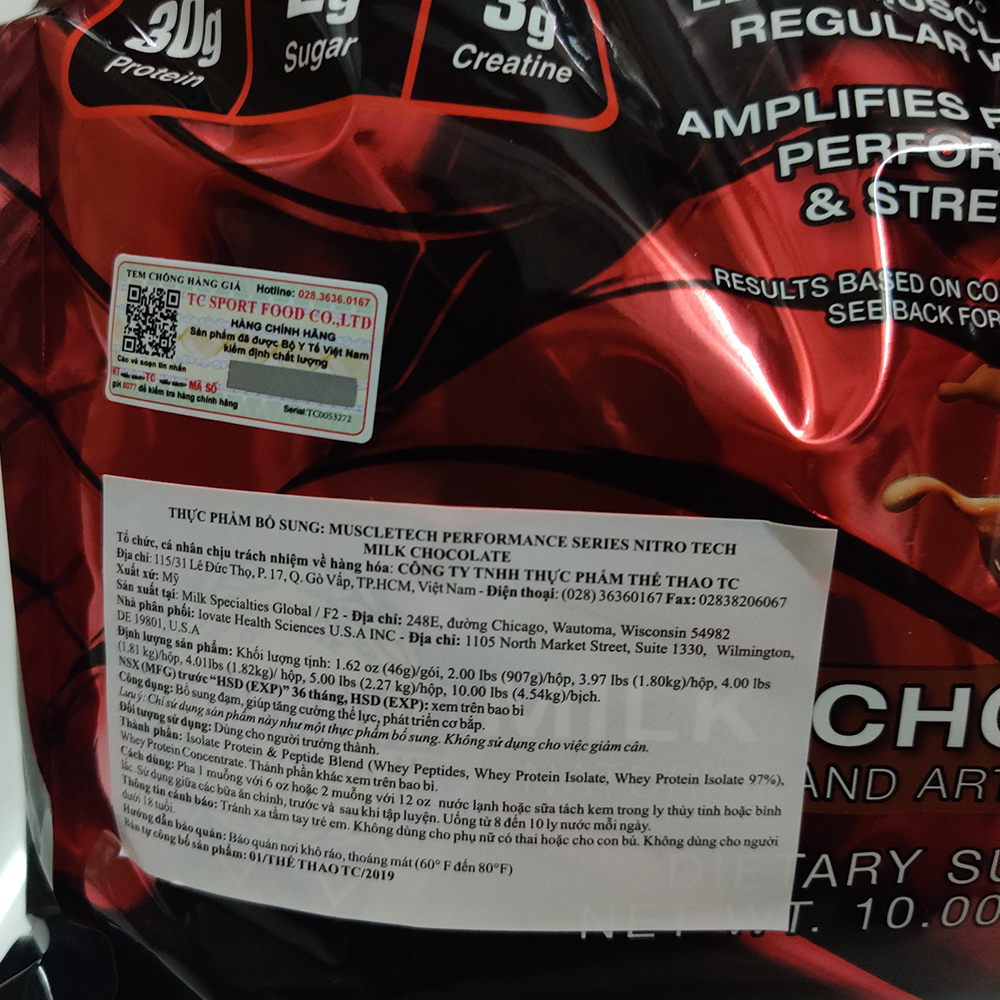 30g
Protein
2g
Sugar
3g
Creatine
REGULAR
AMPLIFIES
PERFOR
& STRE
RESULTS BASED ON CO
SEE BACK FOR
TEM CHỐNG HÀNG GIẢ
Hotline: 028.3636.0167
TC SPORT FOOD CO.,LTD
HÀNG CHÍNH HÃNG
Sản phẩm đã được Bộ Y Tế Việt Nam
kiểm định chất lượng
Cào và soạn tin nhắn
TC MÃ SỐ
gửi 8077 để kiểm tra hàng chính hãng
Serial:TC0053272
THỰC PHẨM BỔ SUNG: MUSCLETECH PERFORMANCE SERIES NITRO TECH
MILK CHOCOLATE
Tổ chức, cá nhân chịu trách nhiệm về hàng hóa: CÔNG TY TNHH THỰC PHẨM THỂ THAO TC
Địa chỉ: 115/31 Lê Đức Thọ, P. 17, Q. Gò Vấp, TP.HCM, Việt Nam - Điện thoại: (028) 36360167 Fax: 02838206067
Xuất xứ: Mỹ
Sản xuất tại: Milk Specialties Global / F2 - Địa chỉ: 248E, đường Chicago, Wautoma, Wisconsin 54982
Nhà phân phối: Iovate Health Sciences U.S.A INC - Địa chỉ: 1105 North Market Street, Suite 1330, Wilmington,
DE 19801, U.S.A
Định lượng sản phẩm: Khối lượng tịnh: 1.62 oz (46g)/gói, 2.00 lbs (907g)/hộp, 3.97 lbs (1.80kg)/hộp, 4.00 lbs
(1.81 kg)/hộp, 4.01lbs (1.82kg)/ hộp, 5.00 lbs (2.27 kg)/hộp, 10.00 lbs (4.54kg)/bịch.
NSX (MFG) trước "HSD (EXP)" 36 tháng, HSD (EXP): xem trên bao bì
Công dụng: Bổ sung đạm, giúp tăng cường thể lực, phát triển cơ bắp.
Lưu ý: Chỉ sử dụng sản phẩm này như một thực phẩm bổ sung. Không sử dụng cho việc giảm cân.
Đối tượng sử dụng: Dùng cho người trưởng thành.
Thành phần: Isolate Protein & Peptide Blend (Whey Peptides, Whey Protein Isolate, Whey Protein Isolate 97%),
Whey Protein Concentrate. Thành phần khác xem trên bao bì.
Cách dùng: Pha 1 muỗng với 6 oz hoặc 2 muỗng với 12 oz nước lạnh hoặc sữa tách kem trong ly thủy tinh hoặc bình
lắc. Sử dụng giữa các bữa ăn chính, trước và sau khi tập luyện. Uống từ 8 đến 10 ly nước mỗi ngày.
Thông tin cảnh báo: Tránh xa tầm tay trẻ em. Không dùng cho phụ nữ có thai hoặc cho con bú. Không dùng cho người
dưới 18 tuổi.
Hướng dẫn bảo quản: Bảo quản nơi khô ráo, thoáng mát (60° F đến 80°F)
Bản tự công bố sản phẩm: 01/THỂ THAO TC/2019
MILK CHO
AND ART
DIETARY SU
NET WT. 10.00